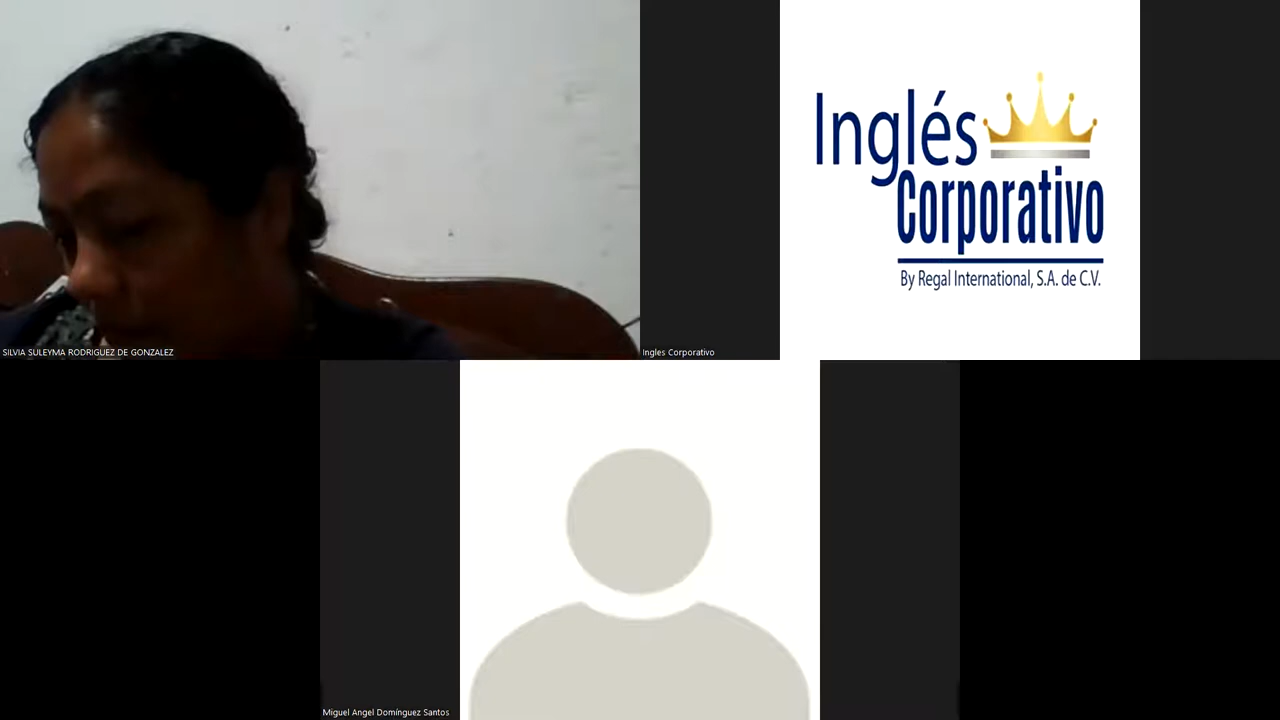 Inglés
Corporativo
By Regal International, S.A. de C.V.
SILVIA SULEYMA RODRIGUEZ DE GONZALEZ
Ingles Corporativo
Miguel Angel Domínguez Santos